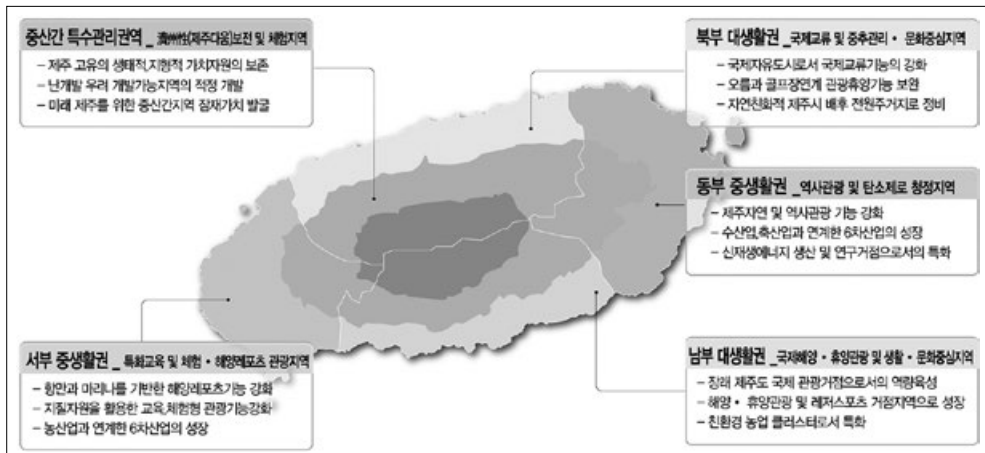 중산간 특수관리권역 _ 濟州性(제주다움)보전 및 체험지역
- 제주 고유의 생태적,지형적 가치자원의 보존
- 난개발 우려 개발가능지역의 적정 개발
- 미래 제주를 위한 중산간지역 잠재가치 발굴
북부 대생활권 _ 국제교류 및 중추관리・문화중심지역
- 국제자유도시로서 국제교류기능의 강화
- 오름과 골프장연계 관광휴양기능 보완
- 자연친화적 제주시 배후 전원주거지로 정비
동부 중생활권 _역사관광 및 탄소제로 청정지역
- 제주자연 및 역사관광 기능 강화
- 수산업,축산업과 연계한 6차산업의 성장
- 신재생에너지 생산 및 연구거점으로서의 특화
서부 중생활권 _ 특화교육 및 체험・해양레포츠 관광지역
- 항만과 마리나를 기반한 해양레포츠기능 강화
- 지질자원을 활용한 교육,체험형 관광기능강화
- 농산업과 연계한 6차산업의 성장
남부 대생활권 _국제해양・휴양관광 및 생활・문화중심지역
- 장래 제주도 국제 관광거점으로서의 역량육성
- 해양・휴양관광 및 레저스포츠 거점지역으로 성장
- 친환경 농업 클러스터로서 특화